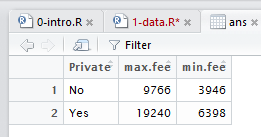 0-intro.R 1-data.R* ans
Filter
Private max.fee min.fee
1 No 9766 3946
2 Yes 19240 6398